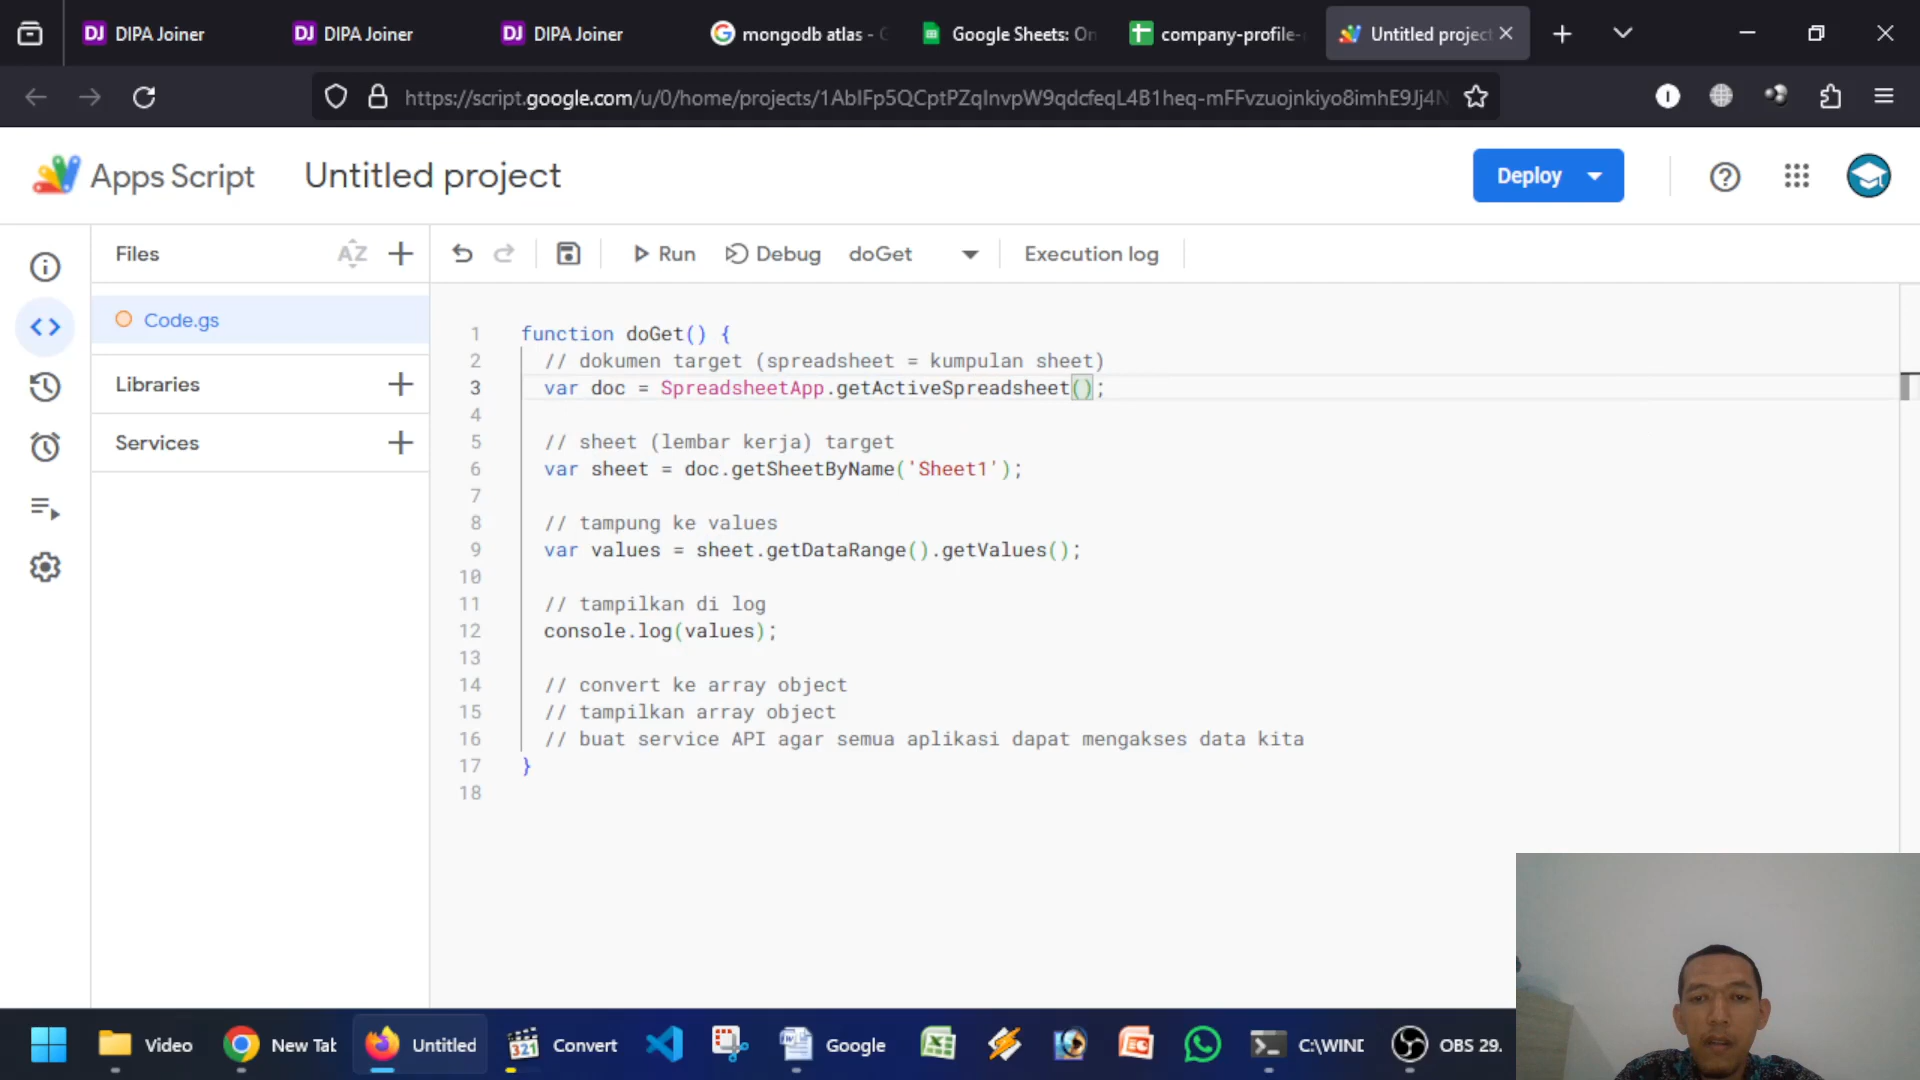 DIPA Joiner
DIPA Joiner
DIPA Joiner
mongodb atlas -
Google Sheets: On
company-profile-
Untitled project
https://script.google.com/u/0/home/projects/
Apps Script
Untitled project
Deploy
Files
AZ
Run
Debug
doGet
Execution log
Code.gs
Libraries
Services
1 function doGet() {
2 // dokumen target (spreadsheet = kumpulan sheet)
3 var doc = SpreadsheetApp.getActiveSpreadsheet();
4
5 // sheet (lembar kerja) target
6 var sheet = doc.getSheetByName('Sheet1');
7
8 // tampung ke values
9 var values = sheet.getDataRange().getValues();
10
11 // tampilkan di log
12 console.log(values);
13
14 // convert ke array object
15 // tampilkan array object
16 // buat service API agar semua aplikasi dapat mengakses data kita
17 }
18
Video
New Tab
Untitled
321
Convert
Google
C:\WIND
OBS 29.